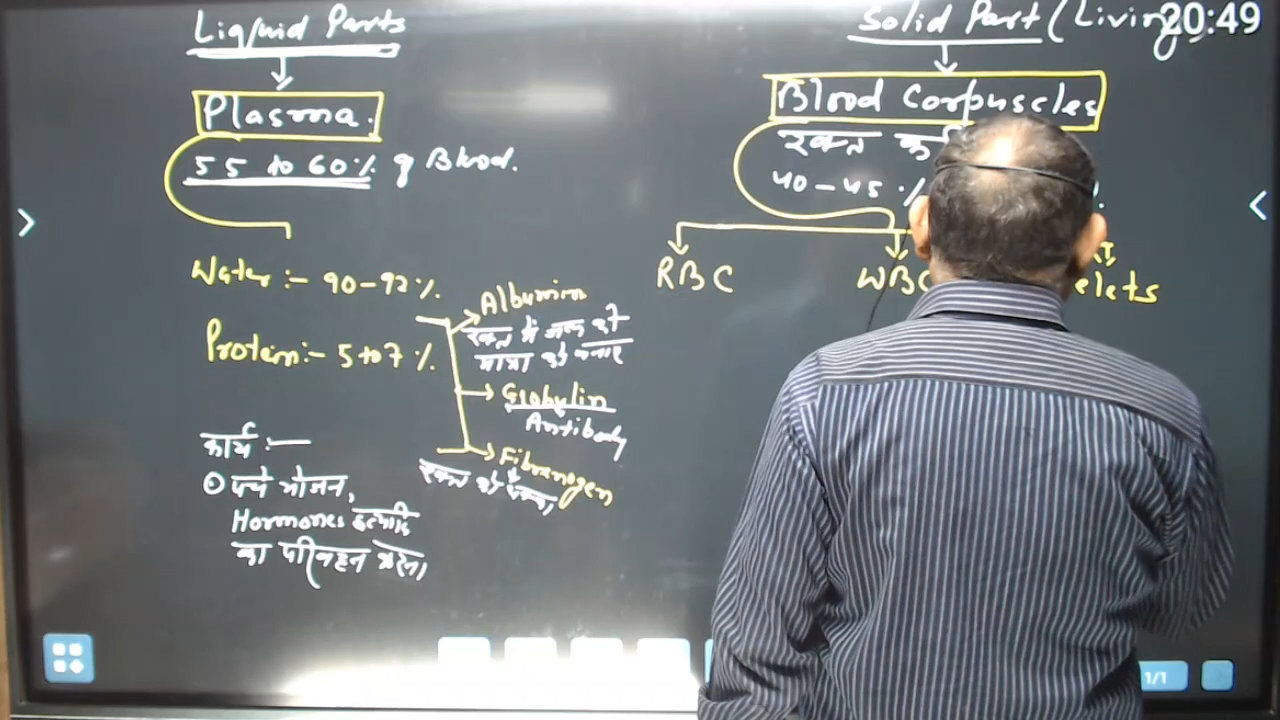 Liquid Parts
Plasma.
55 to 60% of Blood.
Water :- 90-92%.
Protein:- 5 to 7 %.
Albumin
रक्त में जल की
मात्रा को बनाए
Globulin
Antibody
Fibrenogen
रक्त को थक्का
कार्य :—
① पचे भोजन,
Hormones इत्यादि
का परिवहन करना
Solid Part (Living
20:49
Blood Corpuscles
रक्त
40-45 %
RBC
WBC
elets
1/1